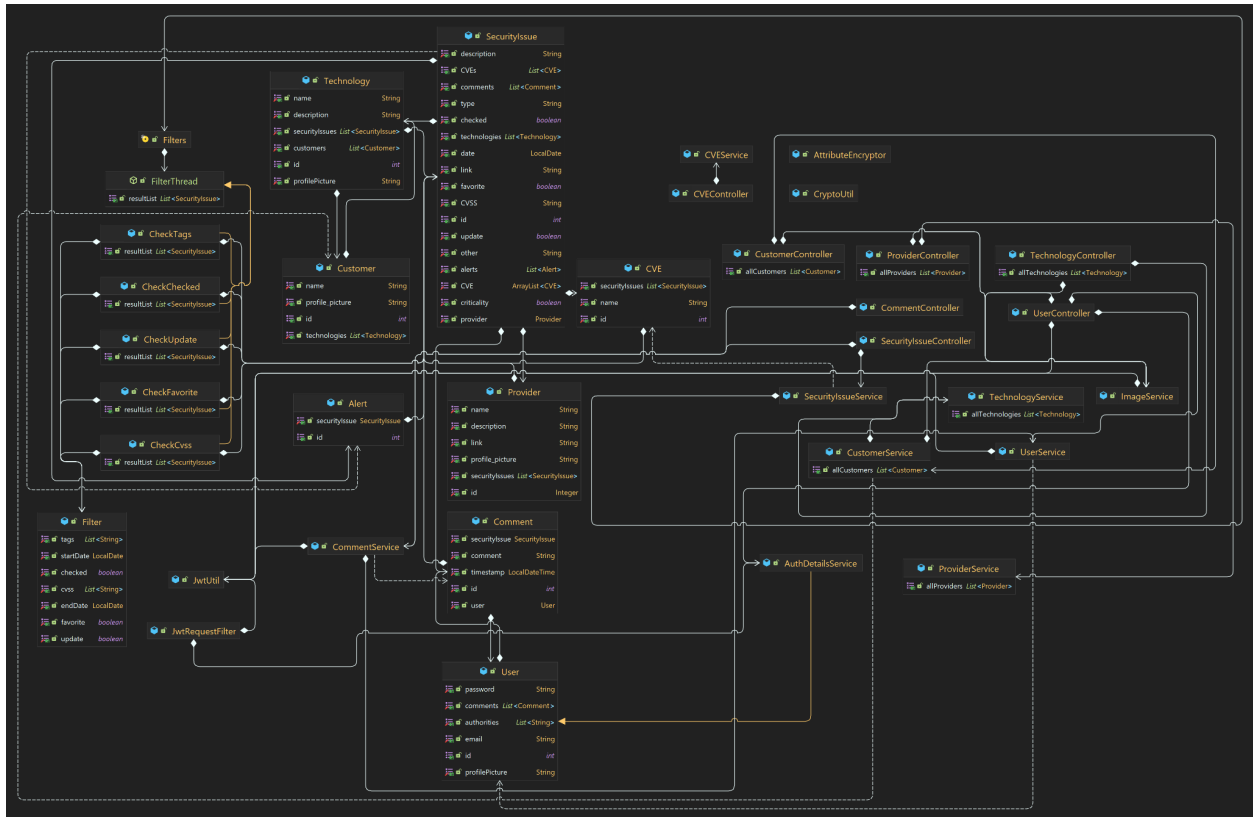 SecurityIssue
description String
CVEs List<CVE>
comments List<Comment>
type String
checked boolean
technologies List<Technology>
date LocalDate
link String
favorite boolean
CVSS String
id int
update boolean
other String
alerts List<Alert>
CVE ArrayList<CVE>
criticality boolean
provider Provider
Technology
name String
description String
securityIssues List<SecurityIssue>
customers List<Customer>
id int
profilePicture String
Filters
FilterThread
resultList List<SecurityIssue>
CheckTags
resultList List<SecurityIssue>
CheckChecked
resultList List<SecurityIssue>
CheckUpdate
resultList List<SecurityIssue>
CheckFavorite
resultList List<SecurityIssue>
CheckCvss
resultList List<SecurityIssue>
Customer
name String
profile_picture String
id int
technologies List<Technology>
CVE
securityIssues List<SecurityIssue>
name String
id int
CVEService
CVEController
AttributeEncryptor
CryptoUtil
CustomerController
allCustomers List<Customer>
ProviderController
allProviders List<Provider>
TechnologyController
allTechnologies List<Technology>
CommentController
UserController
SecurityIssueController
Alert
securityIssue SecurityIssue
id int
Provider
name String
description String
link String
profile_picture String
securityIssues List<SecurityIssue>
id Integer
SecurityIssueService
TechnologyService
allTechnologies List<Technology>
ImageService
CustomerService
allCustomers List<Customer>
UserService
Filter
tags List<String>
startDate LocalDate
checked boolean
cvss List<String>
endDate LocalDate
favorite boolean
update boolean
CommentService
JwtUtil
JwtRequestFilter
Comment
securityIssue SecurityIssue
comment String
timestamp LocalDateTime
id int
user User
AuthDetailsService
ProviderService
allProviders List<Provider>
User
password String
comments List<Comment>
authorities List<String>
email String
id int
profilePicture String